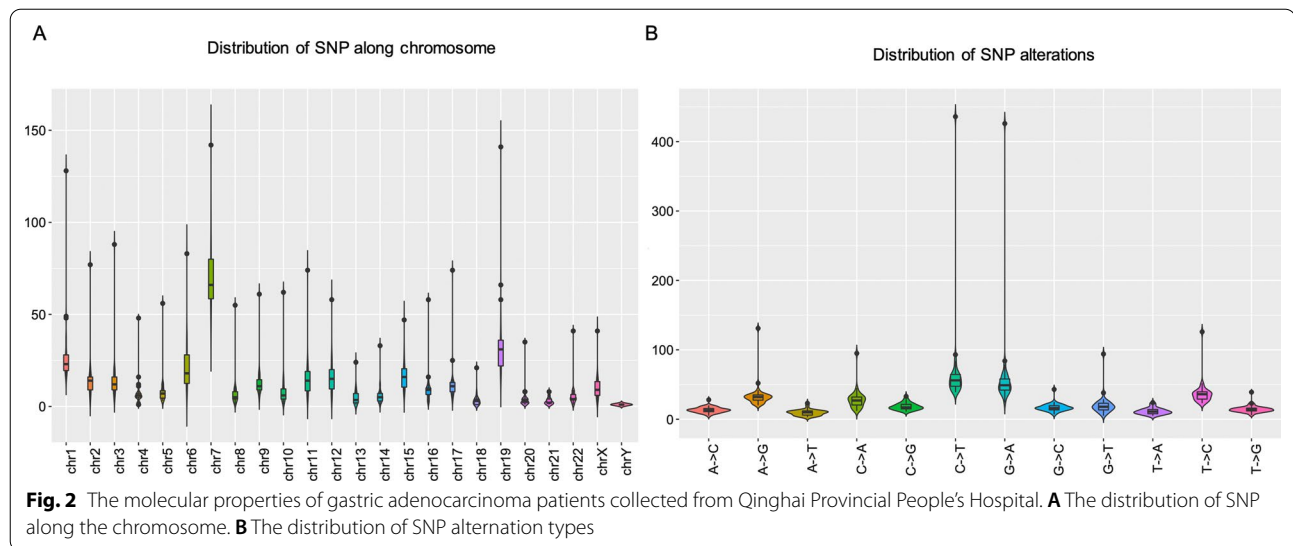 A
Distribution of SNP along chromosome
150
100
50
0
chr1
chr2
chr3
chr4
chr5
chr6
chr7
chr8
chr9
chr10
chr11
chr12
chr13
chr14
chr15
chr16
chr17
chr18
chr19
chr20
chr21
chr22
chrX
chrY
B
Distribution of SNP alterations
400
300
200
100
0
A->C
A->G
A->T
C->A
C->G
C->T
G->A
G->C
G->T
T->A
T->C
T->G
Fig. 2 The molecular properties of gastric adenocarcinoma patients collected from Qinghai Provincial People's Hospital. A The distribution of SNP
along the chromosome. B The distribution of SNP alternation types